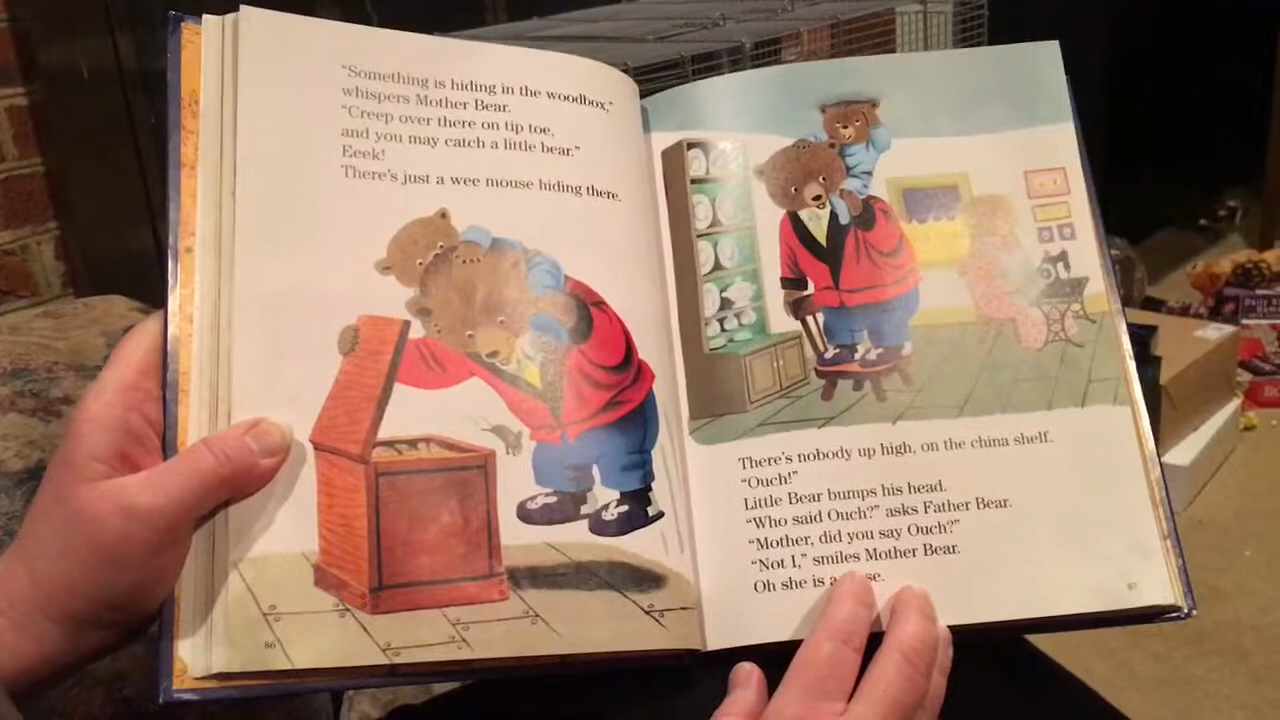 "Something is hiding in the woodbox,"
whispers Mother Bear.
"Creep over there on tip toe,
and you may catch a little bear."
Eeek!
There's just a wee mouse hiding there.
86
There's nobody up high, on the china shelf.
"Ouch!"
Little Bear bumps his head.
"Who said Ouch?" asks Father Bear.
"Mother, did you say Ouch?"
"Not I," smiles Mother Bear.
Oh she is a
87